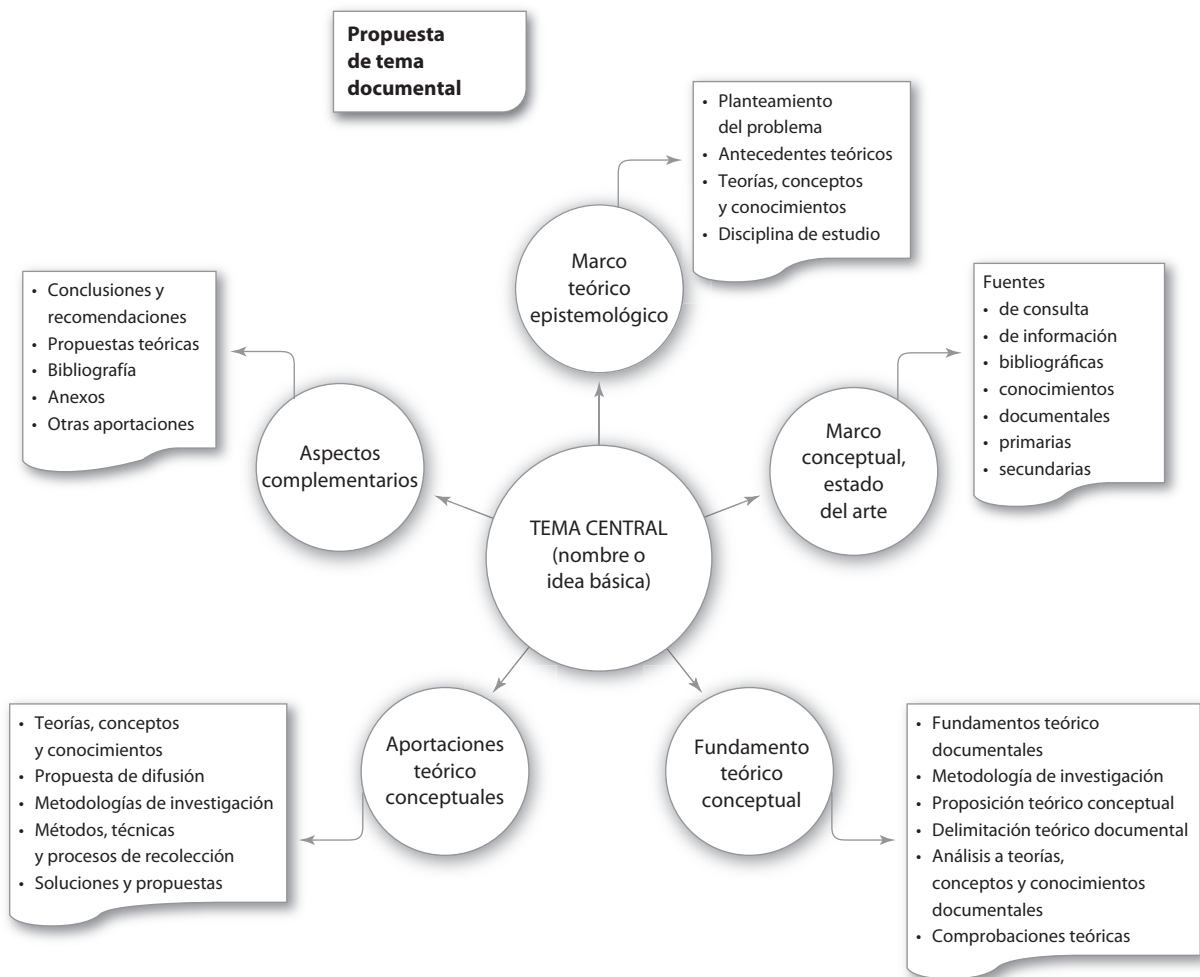 Propuesta
de tema
documental
• Planteamiento
del problema
• Antecedentes teóricos
• Teorías, conceptos
y conocimientos
• Disciplina de estudio
Marco
teórico
epistemológico
• Conclusiones y
recomendaciones
• Propuestas teóricas
• Bibliografía
• Anexos
• Otras aportaciones
Fuentes
• de consulta
• de información
• bibliográficas
• conocimientos
• documentales
• primarias
• secundarias
Aspectos
complementarios
Marco
conceptual,
estado
del arte
TEMA CENTRAL
(nombre o
idea básica)
• Teorías, conceptos
y conocimientos
• Propuesta de difusión
• Metodologías de investigación
• Métodos, técnicas
y procesos de recolección
• Soluciones y propuestas
Aportaciones
teórico
conceptuales
Fundamento
teórico
conceptual
• Fundamentos teórico
documentales
• Metodología de investigación
• Proposición teórico conceptual
• Delimitación teórico documental
• Análisis a teorías,
conceptos y conocimientos
documentales
• Comprobaciones teóricas